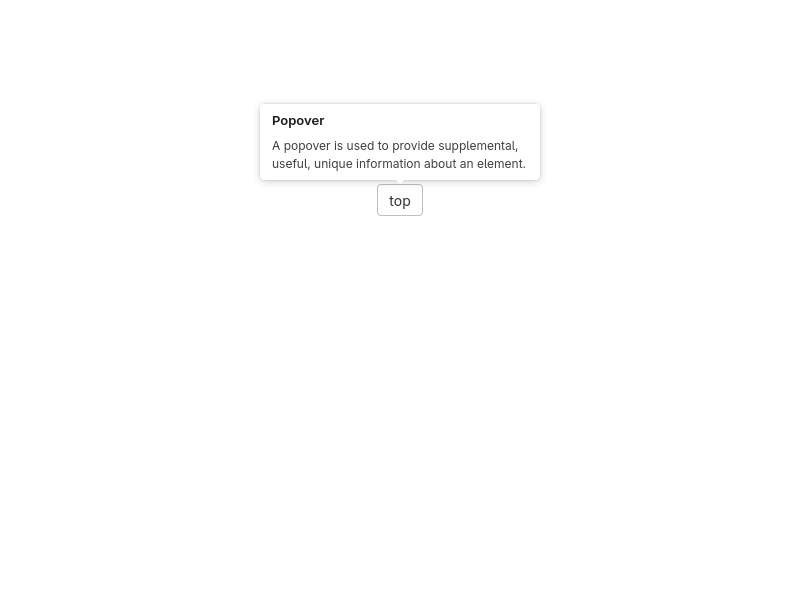 Popover
A popover is used to provide supplemental,
useful, unique information about an element.
top